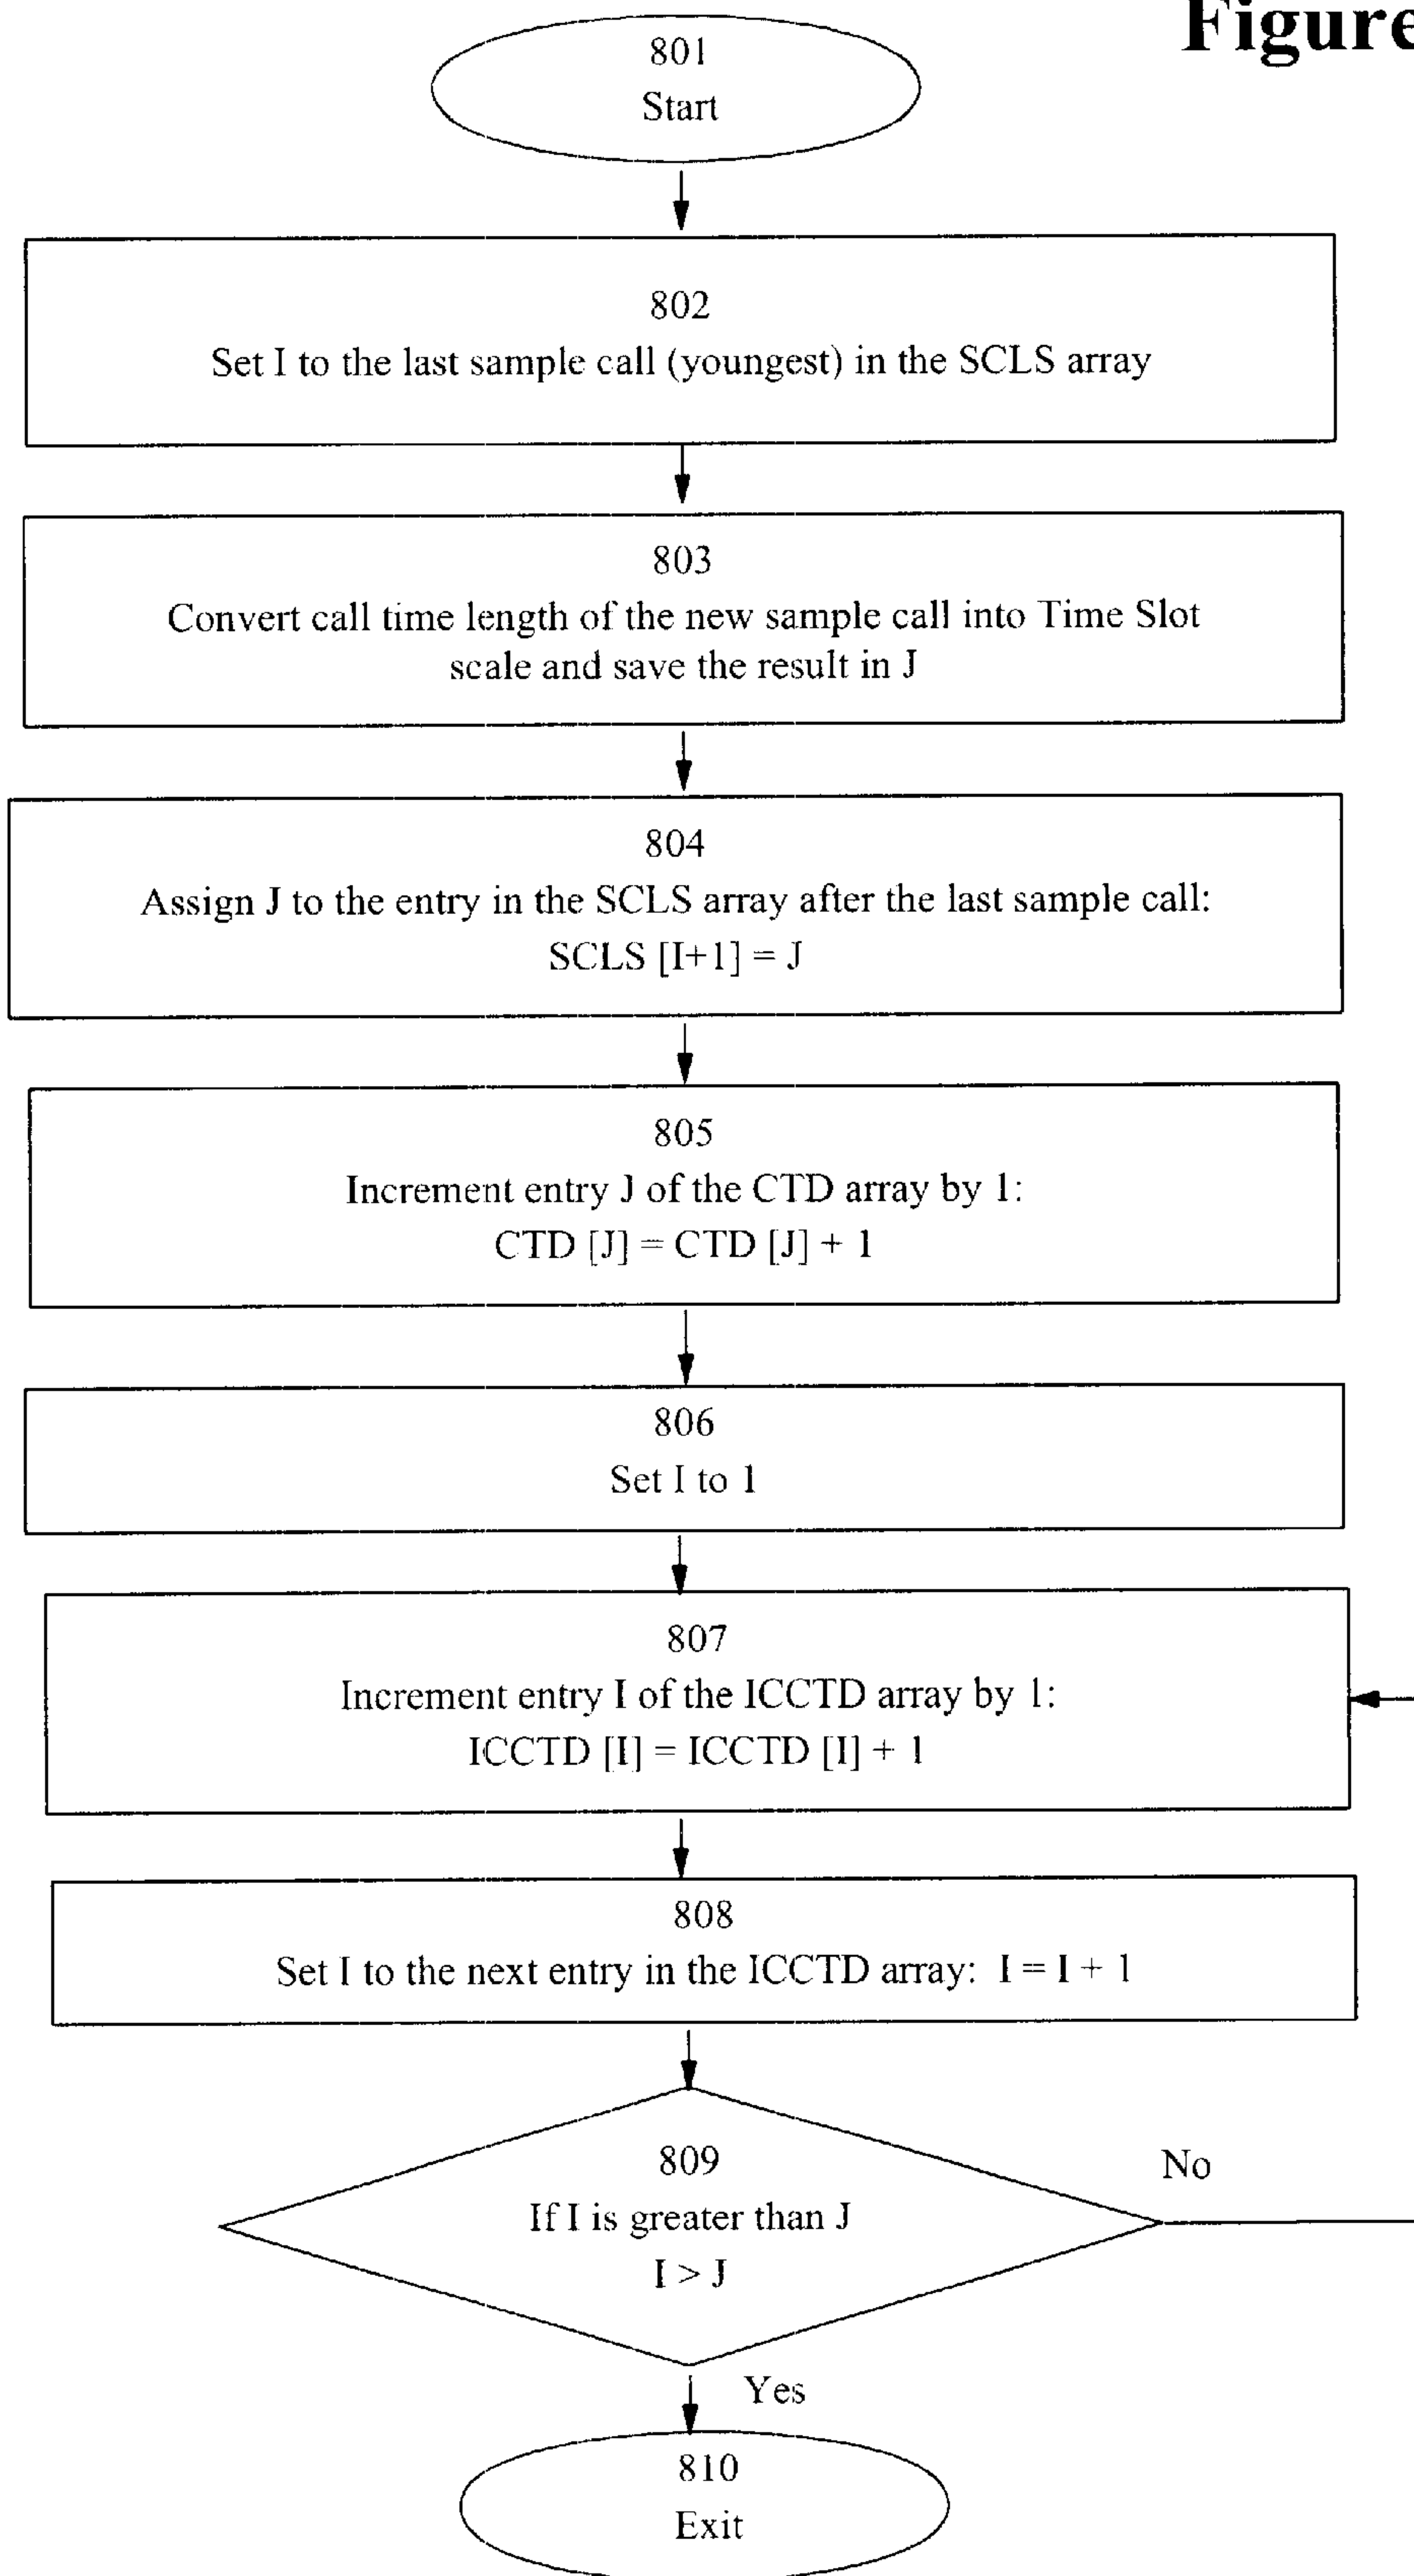 Figure
801
Start
802
Set I to the last sample call (youngest) in the SCLS array
803
Convert call time length of the new sample call into Time Slot
scale and save the result in J
804
Assign J to the entry in the SCLS array after the last sample call:
SCLS [I+1] = J
805
Increment entry J of the CTD array by 1:
CTD [J] = CTD [J] + 1
806
Set I to 1
807
Increment entry I of the ICCTD array by 1:
ICCTD [I] = ICCTD [I] + 1
808
Set I to the next entry in the ICCTD array: I = I + 1
809
If I is greater than J
I > J
No
Yes
810
Exit